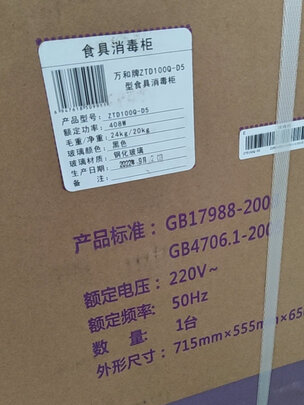 食具消毒柜
万和牌ZTD100Q-D5
型食具消毒柜
产品型号: ZTD100Q-D5
额定功率: 408W
毛重/净重: 24kg/20kg
玻璃颜色: 黑色
玻璃材质: 钢化玻璃
生产日期:
备 注:
产品标准: GB17988-200
GB4706.1-200
额定电压: 220V~
额定频率: 50Hz
数 量: 1台
外形尺寸: 715mm×555mm×65